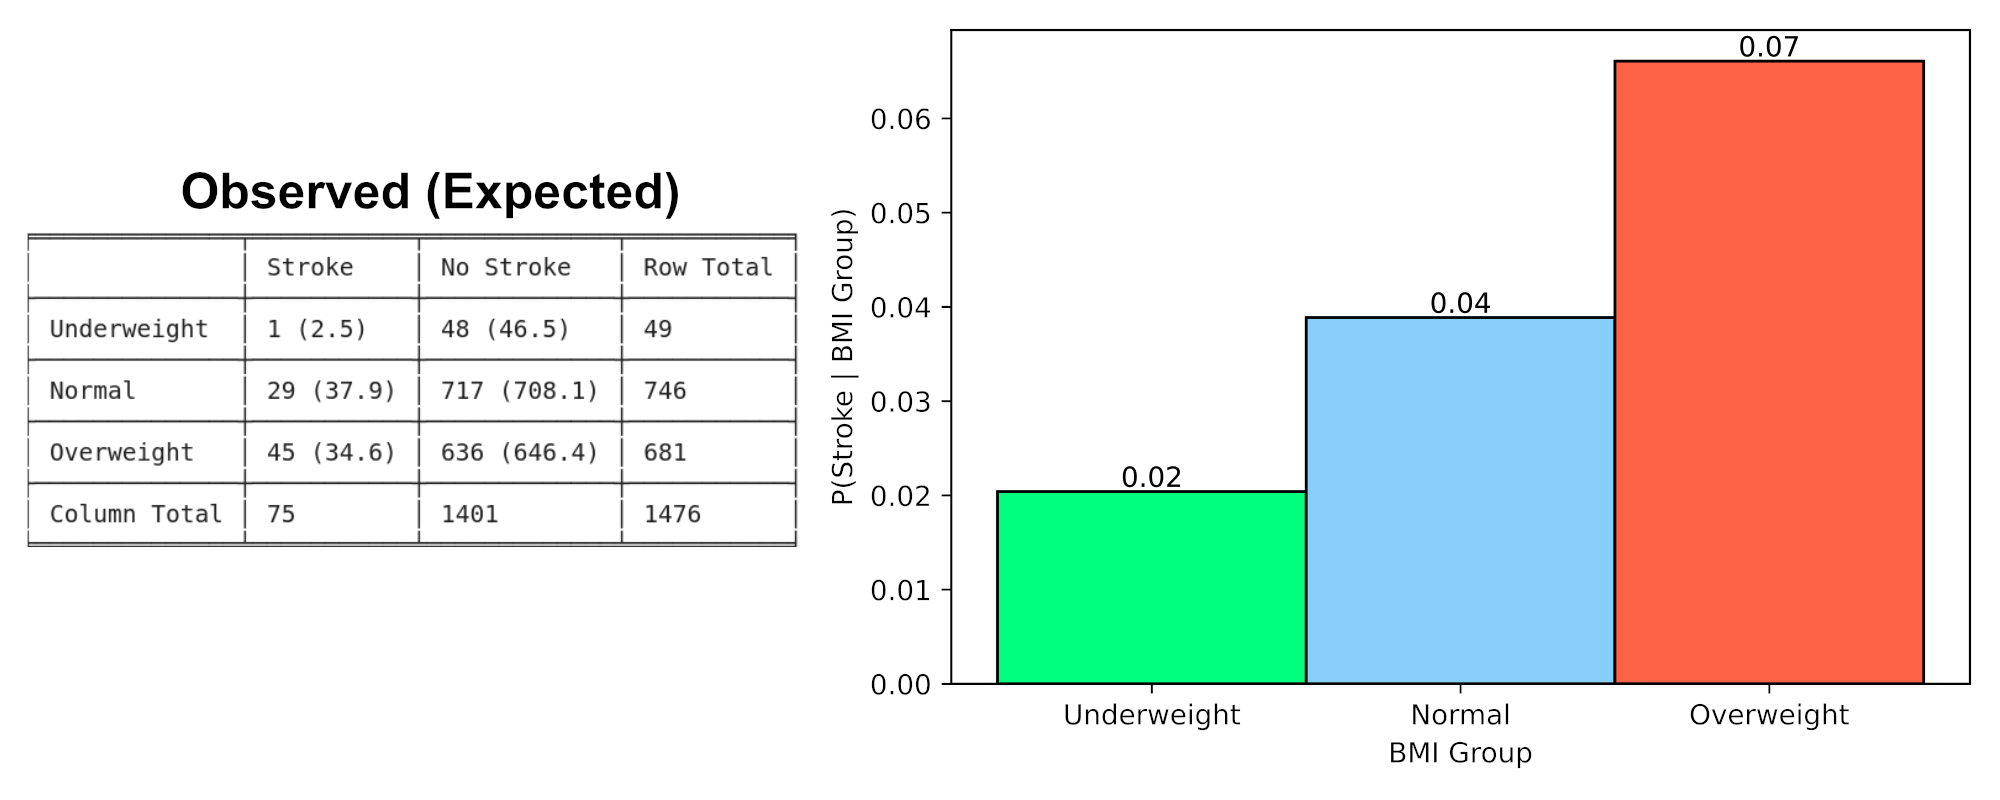 Observed (Expected)
Stroke No Stroke Row Total
Underweight 1 (2.5) 48 (46.5) 49
Normal 29 (37.9) 717 (708.1) 746
Overweight 45 (34.6) 636 (646.4) 681
Column Total 75 1401 1476
P(Stroke | BMI Group)
0.06
0.05
0.04
0.03
0.02
0.01
0.00
0.02
0.04
0.07
Underweight Normal Overweight
BMI Group